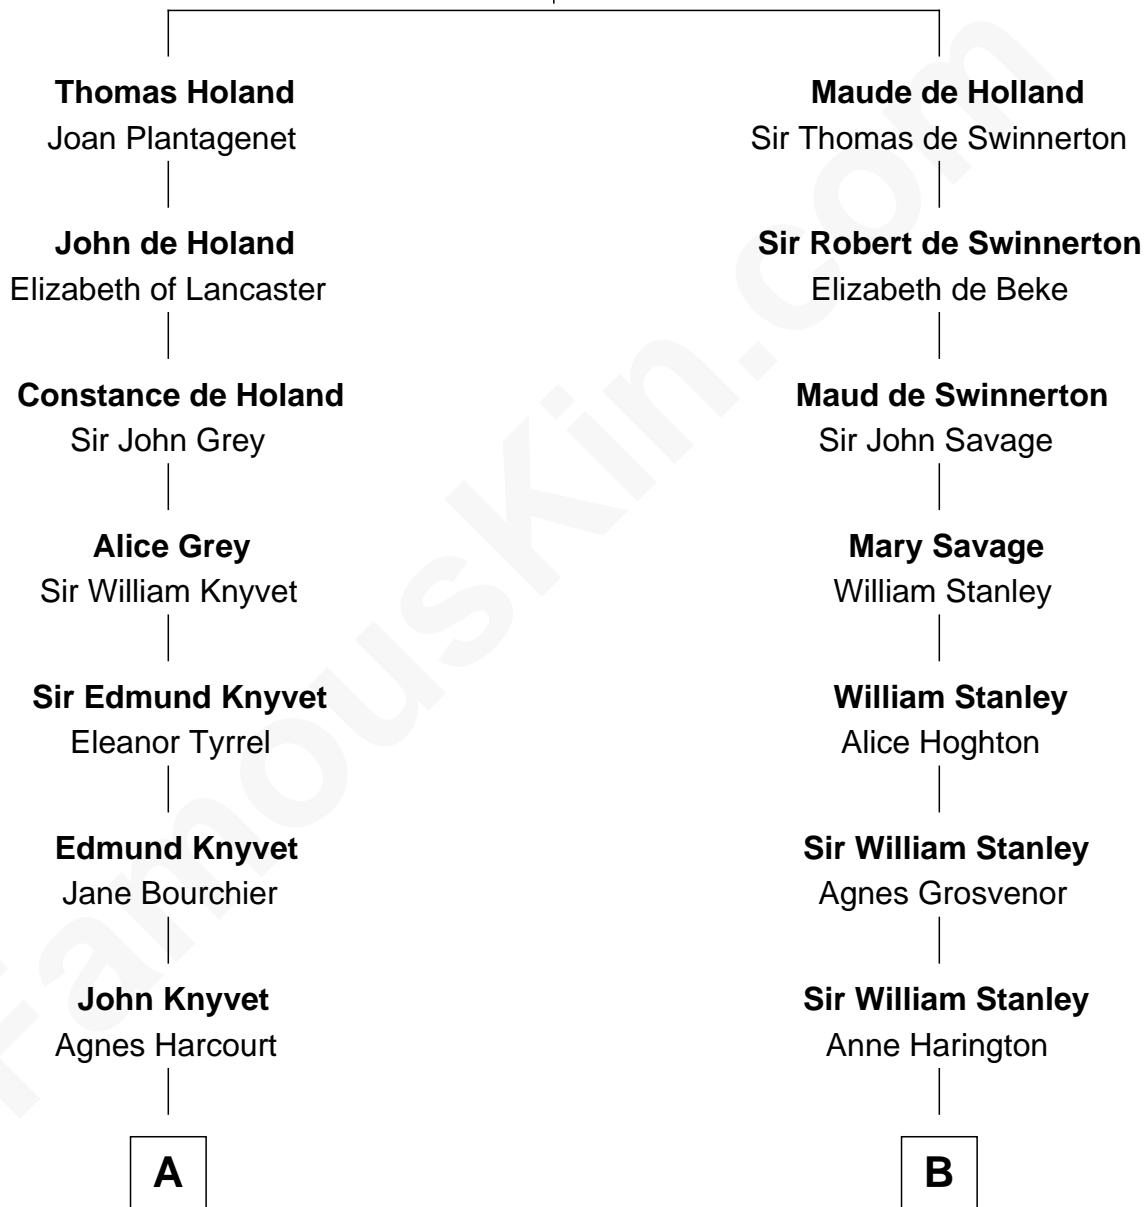 Thomas Holand
Joan Plantagenet
John de Holand
Elizabeth of Lancaster
Constance de Holand
Sir John Grey
Alice Grey
Sir William Knyvet
Sir Edmund Knyvet
Eleanor Tyrrel
Edmund Knyvet
Jane Bourchier
John Knyvet
Agnes Harcourt
A
Maude de Holland
Sir Thomas de Swinnerton
Sir Robert de Swinnerton
Elizabeth de Beke
Maud de Swinnerton
Sir John Savage
Mary Savage
William Stanley
William Stanley
Alice Hoghton
Sir William Stanley
Agnes Grosvenor
Sir William Stanley
Anne Harington
B
FamousKin.com